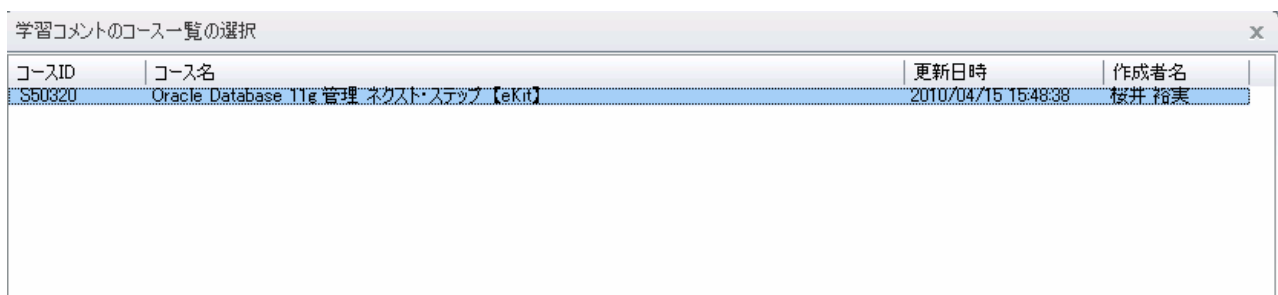 学習コメントのコース一覧の選択 x
コースID コース名 更新日時 作成者名
S50320 Oracle Database 11g 管理 ネクスト・ステップ【eKit】 2010/04/15 15:48:38 桜井 裕実